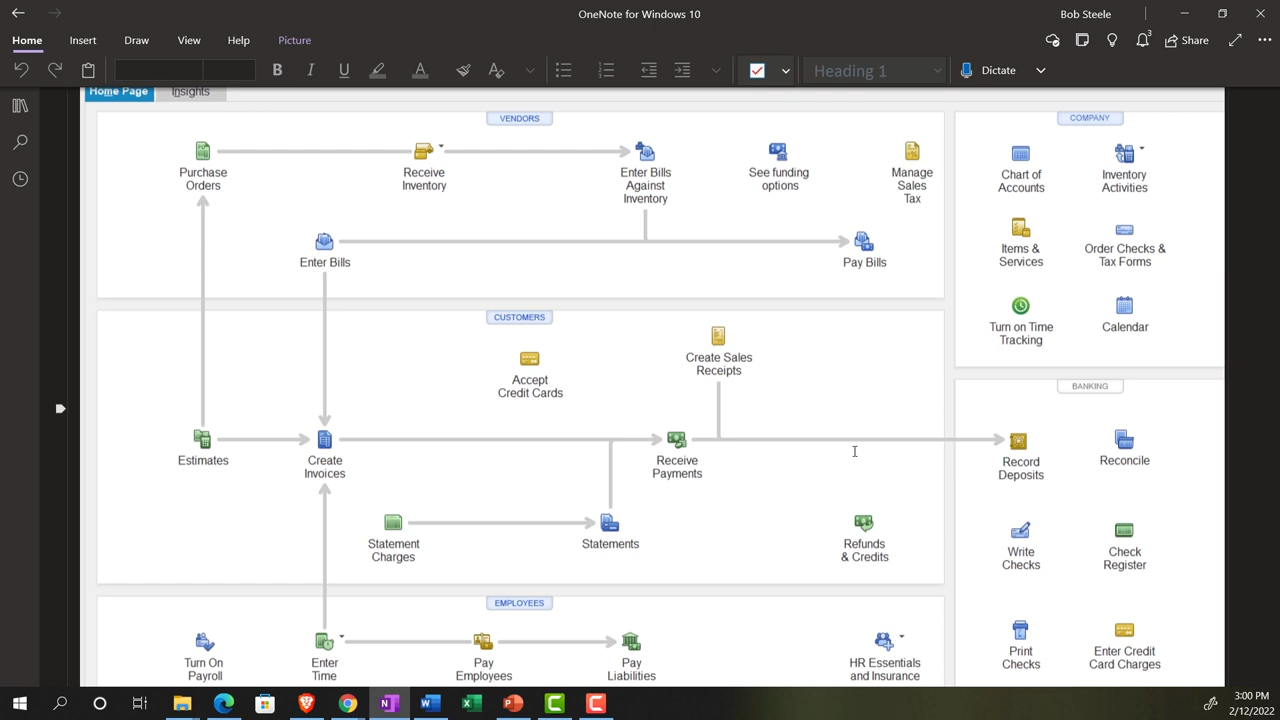 OneNote for Windows 10
Bob Steele
Home
Insert
Draw
View
Help
Picture
Share
Heading 1
Dictate
Home Page
Insights
VENDORS
Purchase
Orders
Receive
Inventory
Enter Bills
Against
Inventory
See funding
options
Manage
Sales
Tax
Enter Bills
Pay Bills
CUSTOMERS
Accept
Credit Cards
Create Sales
Receipts
Estimates
Create
Invoices
Receive
Payments
Statement
Charges
Statements
Refunds
& Credits
EMPLOYEES
Turn On
Payroll
Enter
Time
Pay
Employees
Pay
Liabilities
HR Essentials
and Insurance
COMPANY
Chart of
Accounts
Inventory
Activities
Items &
Services
Order Checks &
Tax Forms
Turn on Time
Tracking
Calendar
BANKING
Record
Deposits
Reconcile
Write
Checks
Check
Register
Print
Checks
Enter Credit
Card Charges
3:00 PM
2/12/2022